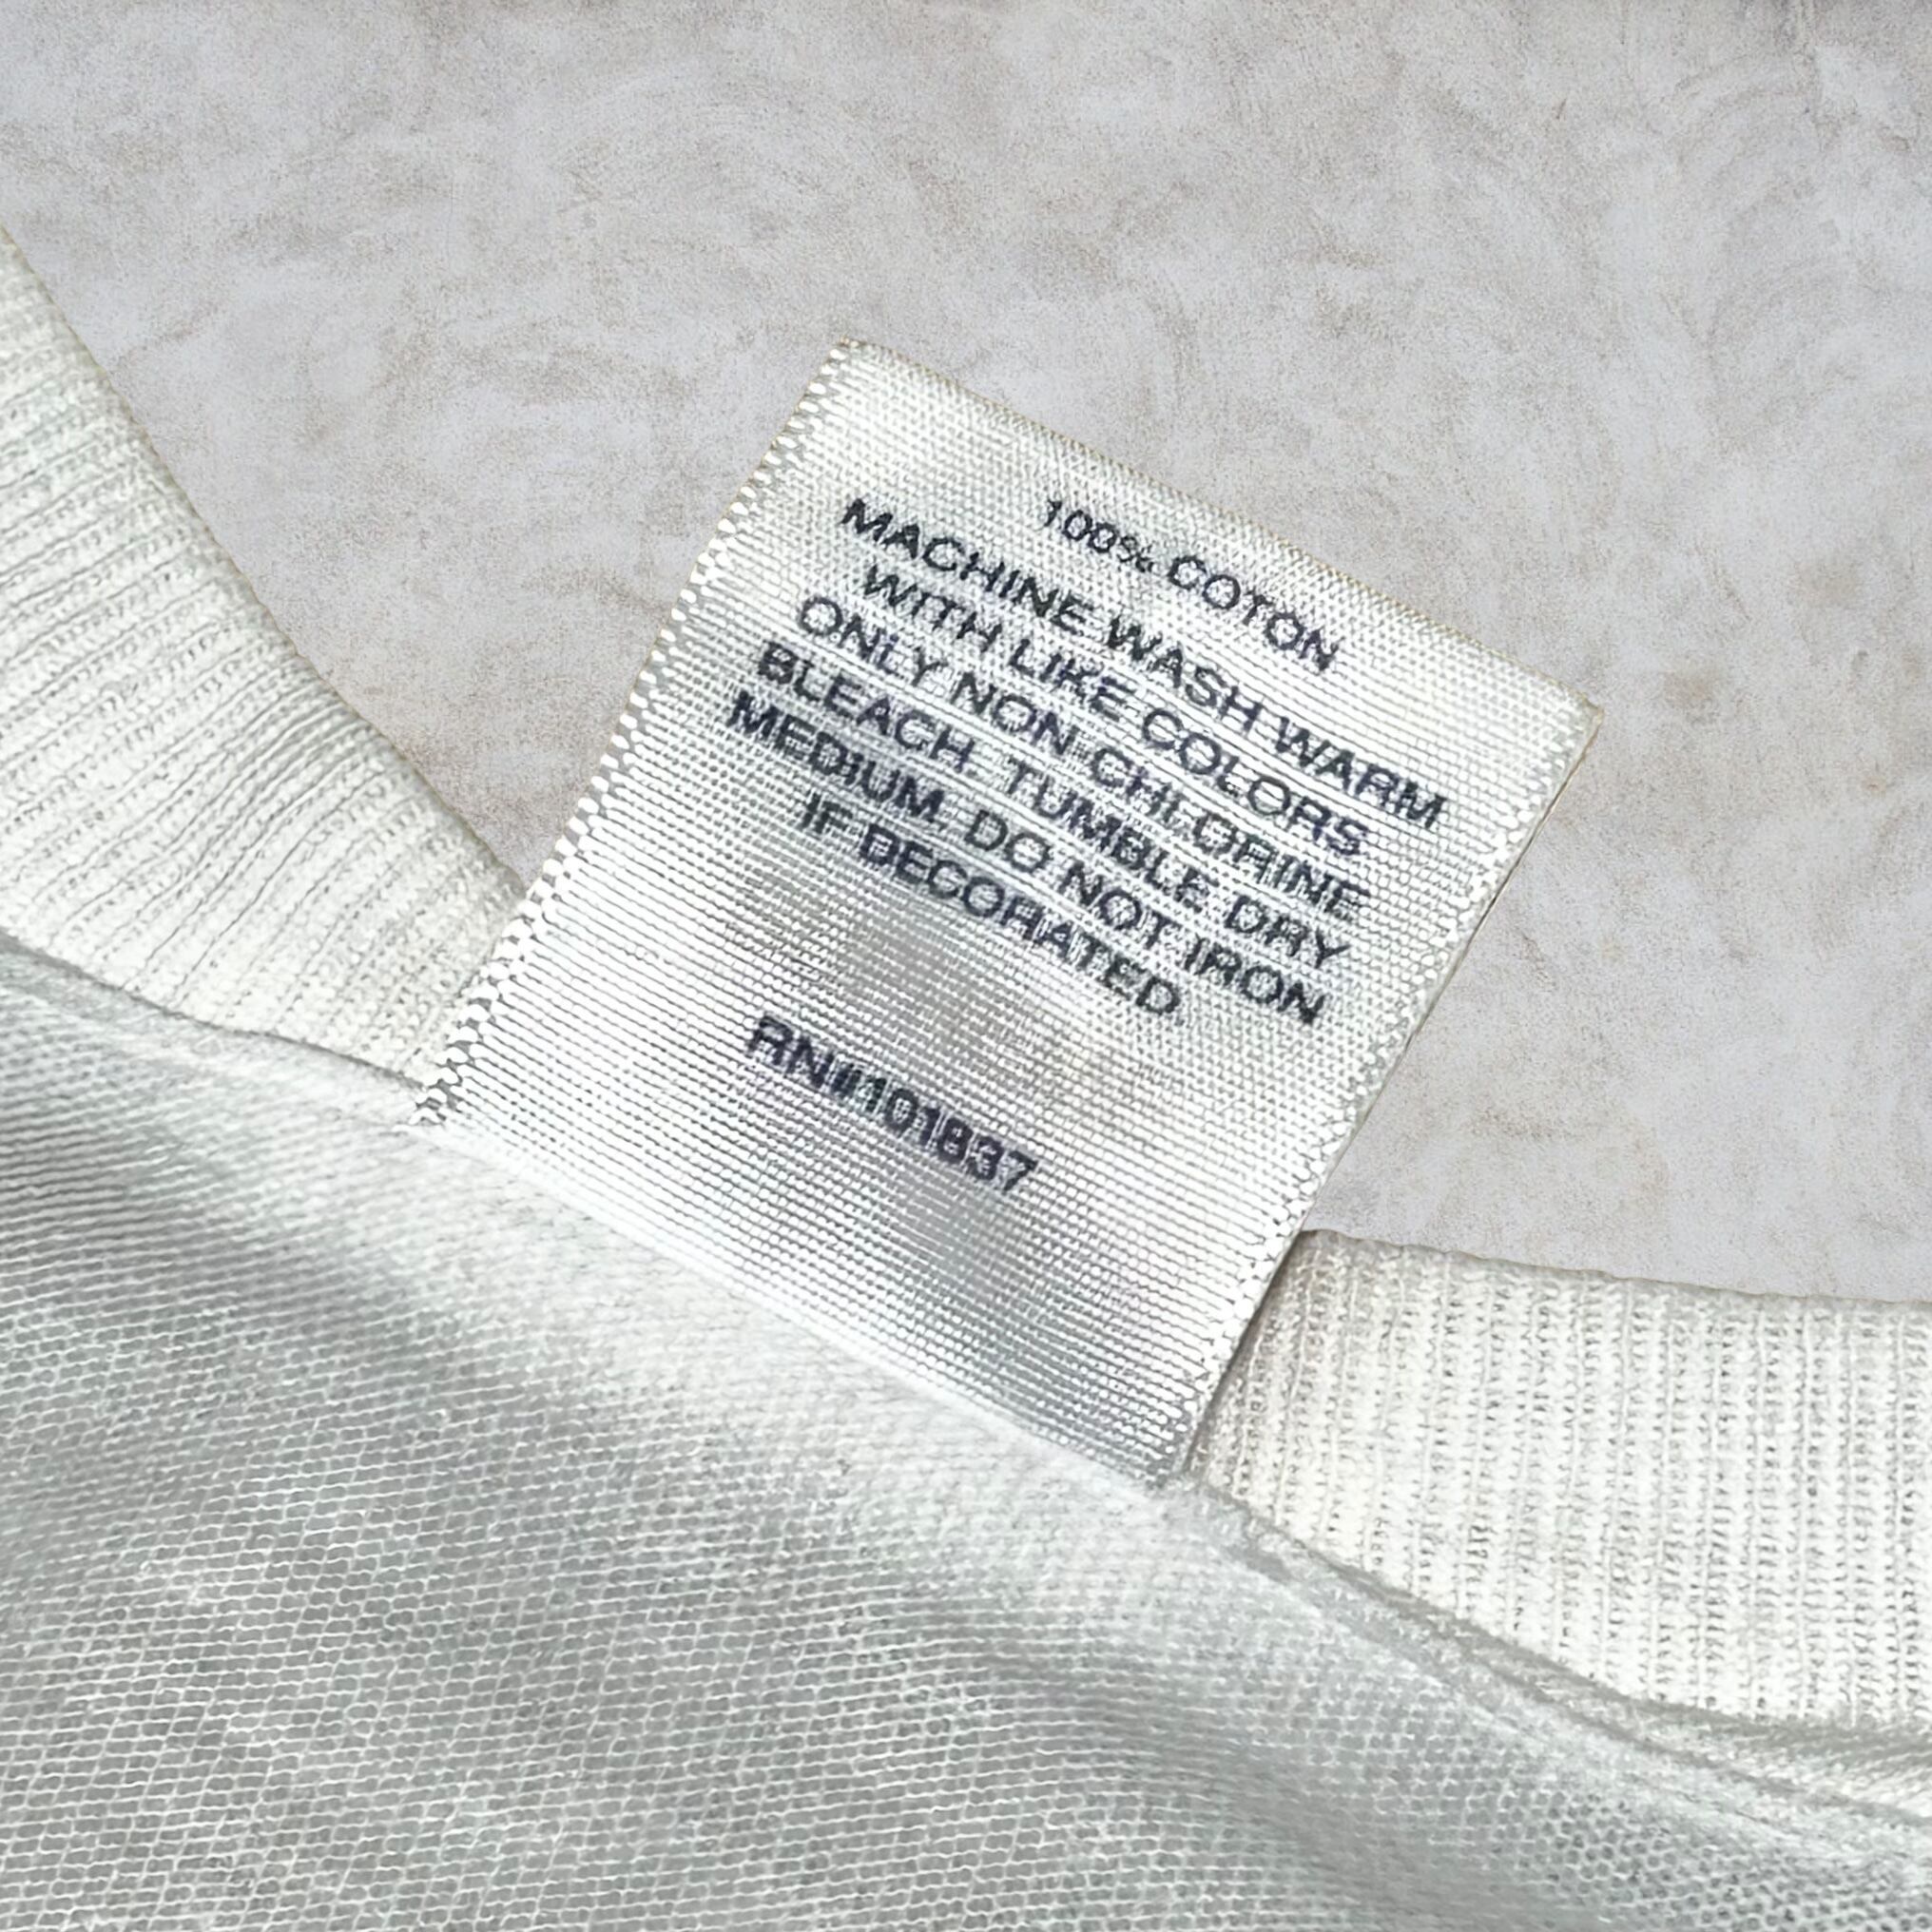 100% COTON
MACHINE WASH WARM
WITH LIKE COLORS
ONLY NON CHLORINE
BLEACH. TUMBLE DRY
MEDIUM. DO NOT IRON
IF DECORATED
RN#101837